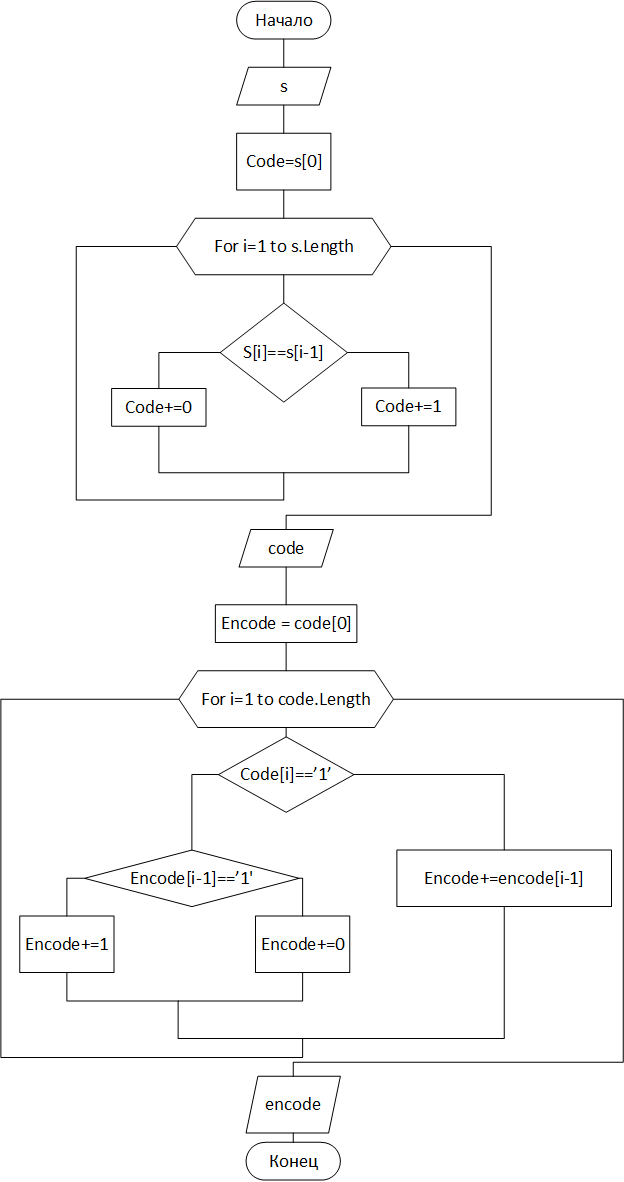 Начало
s
Code=s[0]
For i=1 to s.Length
S[i]==s[i-1]
Code+=0
Code+=1
code
Encode = code[0]
For i=1 to code.Length
Code[i]==’1’
Encode[i-1]==’1'
Encode+=encode[i-1]
Encode+=1
Encode+=0
encode
Конец